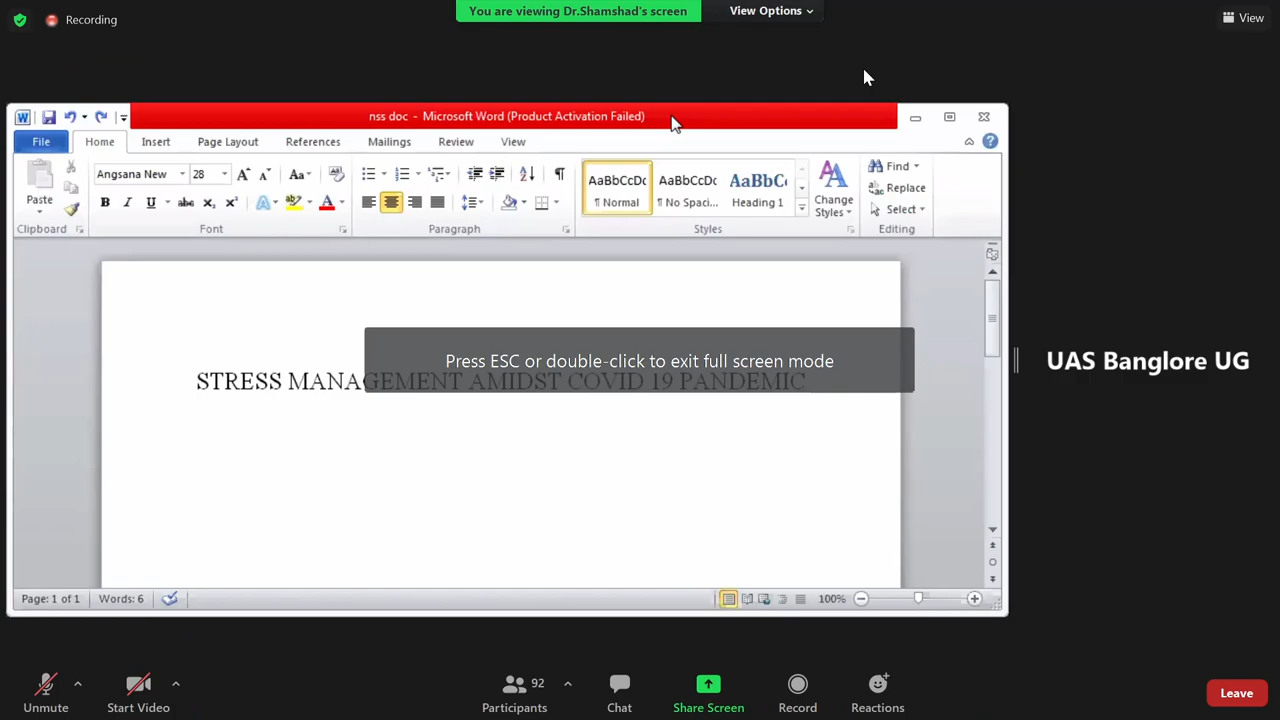 Recording
You are viewing Dr.Shamshad's screen
View Options
View
nss doc - Microsoft Word (Product Activation Failed)
File
Home
Insert
Page Layout
References
Mailings
Review
View
Paste
Clipboard
Angsana New
28
Font
Paragraph
AaBbCcDc
¶ Normal
AaBbCcDc
¶ No Spaci...
AaBbC
Heading 1
Change
Styles
Styles
Find
Replace
Select
Editing
Press ESC or double-click to exit full screen mode
STRESS MANAGEMENT AMIDST COVID 19 PANDEMIC
UAS Banglore UG
Page: 1 of 1
Words: 6
100%
Unmute
Start Video
Participants
92
Chat
Share Screen
Record
Reactions
Leave